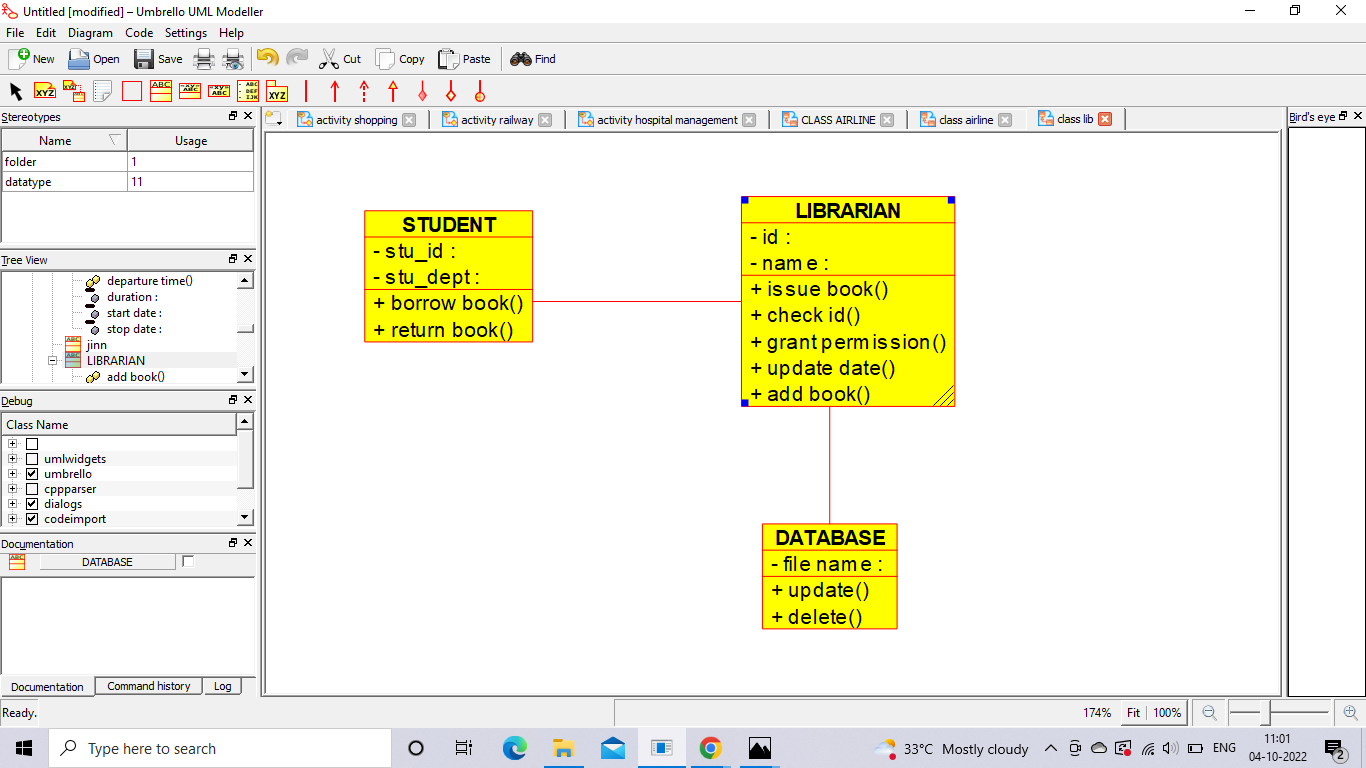 Untitled [modified] – Umbrello UML Modeller
File Edit Diagram Code Settings Help
New Open Save Cut Copy Paste Find
Stereotypes
Name Usage
folder 1
datatype 11
Tree View
departure time()
duration :
start date :
stop date :
jinn
LIBRARIAN
add book()
Debug
Class Name
umlwidgets
umbrello
cppparser
dialogs
codeimport
Documentation
DATABASE
Documentation Command history Log
activity shopping activity railway activity hospital management CLASS AIRLINE class airline class lib
STUDENT
- stu_id :
- stu_dept :
+ borrow book()
+ return book()
LIBRARIAN
- id :
- name :
+ issue book()
+ check id()
+ grant permission()
+ update date()
+ add book()
DATABASE
- file name :
+ update()
+ delete()
Bird's eye
Ready. 174% Fit 100%
Type here to search
33°C Mostly cloudy
ENG
11:01
04-10-2022
2